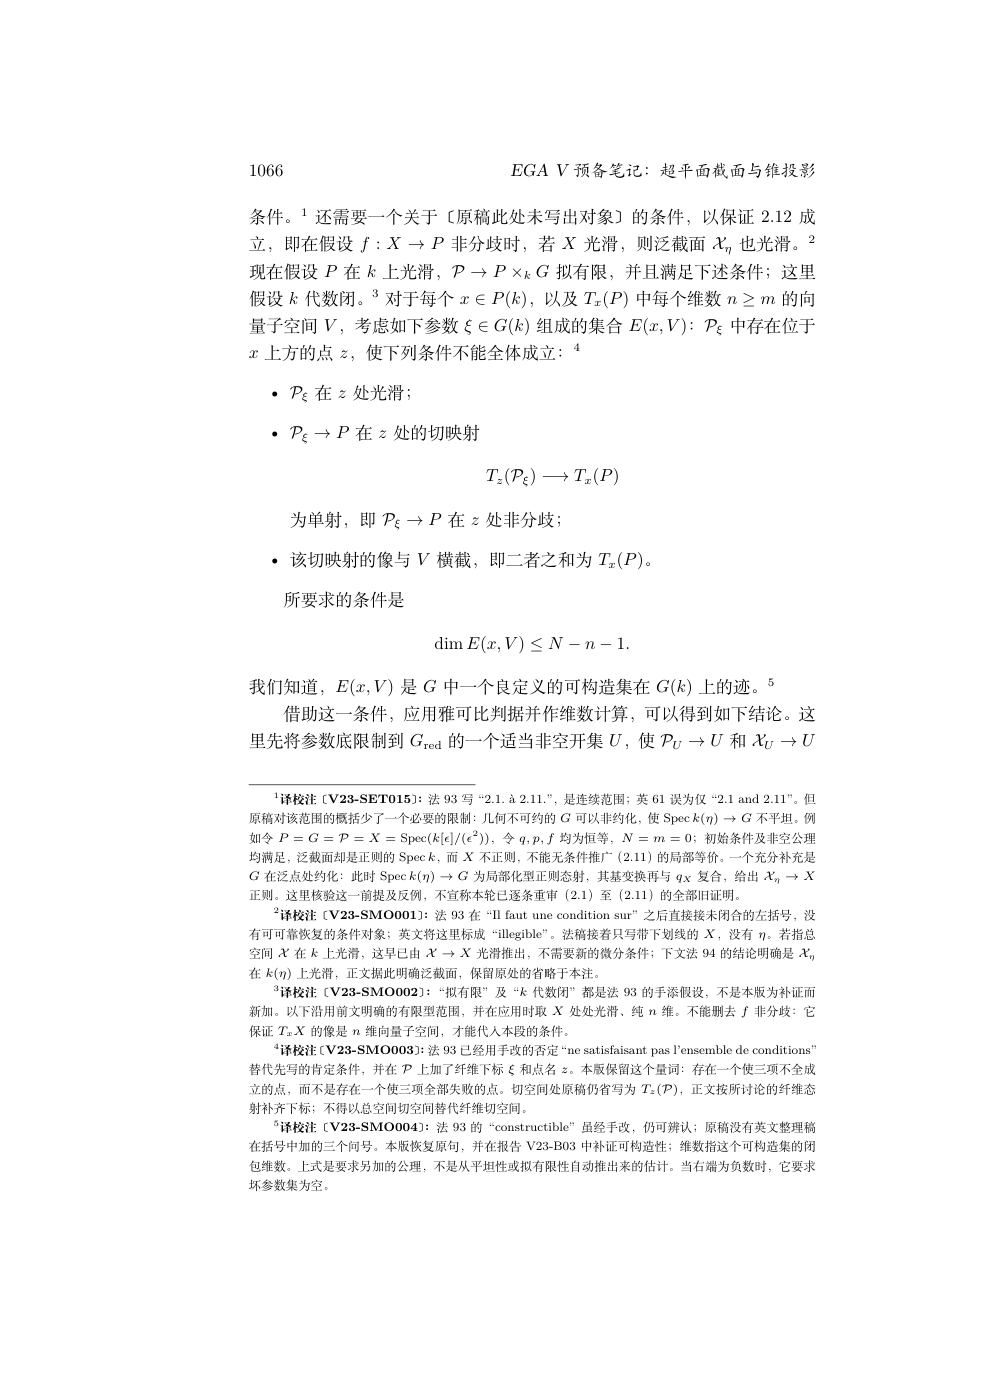 1066 EGA V 预备笔记：超平面截面与锥投影
条件。¹ 还需要一个关于〔原稿此处未写出对象〕的条件，以保证 2.12 成
立，即在假设 f : X → P 非分歧时，若 X 光滑，则泛截面 𝒳_η 也光滑。²
现在假设 P 在 k 上光滑，𝒫 → P ×_k G 拟有限，并且满足下述条件；这里
假设 k 代数闭。³ 对于每个 x ∈ P(k)，以及 T_x(P) 中每个维数 n ≥ m 的向
量子空间 V，考虑如下参数 ξ ∈ G(k) 组成的集合 E(x, V)：𝒫_ξ 中存在位于
x 上方的点 z，使下列条件不能全体成立：⁴
• 𝒫_ξ 在 z 处光滑；
• 𝒫_ξ → P 在 z 处的切映射
T_z(𝒫_ξ) ⟶ T_x(P)
为单射，即 𝒫_ξ → P 在 z 处非分歧；
• 该切映射的像与 V 横截，即二者之和为 T_x(P)。
所要求的条件是
dim E(x, V) ≤ N − n − 1.
我们知道，E(x, V) 是 G 中一个良定义的可构造集在 G(k) 上的迹。⁵
借助这一条件，应用雅可比判据并作维数计算，可以得到如下结论。这
里先将参数底限制到 G_red 的一个适当非空开集 U，使 𝒫_U → U 和 𝒳_U → U
¹译校注〔V23-SET015〕：法 93 写 “2.1. à 2.11.”，是连续范围；英 61 误为仅 “2.1 and 2.11”。但
原稿对该范围的概括少了一个必要的限制：几何不可约的 G 可以非约化，使 Spec k(η) → G 不平坦。例
如令 P = G = 𝒫 = X = Spec(k[ϵ]/(ϵ²))，令 q, p, f 均为恒等，N = m = 0；初始条件及非空公理
均满足，泛截面却是正则的 Spec k，而 X 不正则，不能无条件推广（2.11）的局部等价。一个充分补充是
G 在泛点处约化：此时 Spec k(η) → G 为局部化型正则态射，其基变换再与 q_X 复合，给出 𝒳_η → X
正则。这里核验这一前提及反例，不宣称本轮已逐条重审（2.1）至（2.11）的全部旧证明。
²译校注〔V23-SMO001〕：法 93 在 “Il faut une condition sur” 之后直接接未闭合的左括号，没
有可可靠恢复的条件对象；英文将这里标成 “illegible”。法稿接着只写带下划线的 X，没有 η。若指总
空间 𝒳 在 k 上光滑，这早已由 𝒳 → X 光滑推出，不需要新的微分条件；下文法 94 的结论明确是 𝒳_η
在 k(η) 上光滑，正文据此明确泛截面，保留原处的省略于本注。
³译校注〔V23-SMO002〕：“拟有限” 及 “k 代数闭” 都是法 93 的手添假设，不是本版为补证而
新加。以下沿用前文明确的有限型范围，并在应用时取 X 处处光滑、纯 n 维。不能删去 f 非分歧：它
保证 T_xX 的像是 n 维向量子空间，才能代入本段的条件。
⁴译校注〔V23-SMO003〕：法 93 已经用手改的否定 “ne satisfaisant pas l’ensemble de conditions”
替代先写的肯定条件，并在 𝒫 上加了纤维下标 ξ 和点名 z。本版保留这个量词：存在一个使三项不全成
立的点，而不是存在一个使三项全部失败的点。切空间处原稿仍省写为 T_z(𝒫)，正文按所讨论的纤维态
射补齐下标；不得以总空间切空间替代纤维切空间。
⁵译校注〔V23-SMO004〕：法 93 的 “constructible” 虽经手改，仍可辨认；原稿没有英文整理稿
在括号中加的三个问号。本版恢复原句，并在报告 V23-B03 中补证可构造性；维数指这个可构造集的闭
包维数。上式是要求另加的公理，不是从平坦性或拟有限性自动推出来的估计。当右端为负数时，它要求
坏参数集为空。